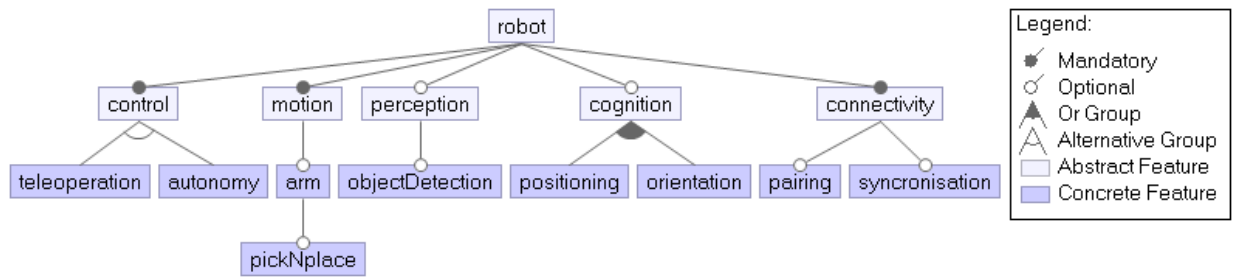 robot
control
motion
perception
cognition
connectivity
teleoperation
autonomy
arm
objectDetection
positioning
orientation
pairing
syncronisation
pickNplace
Legend:
Mandatory
Optional
Or Group
Alternative Group
Abstract Feature
Concrete Feature